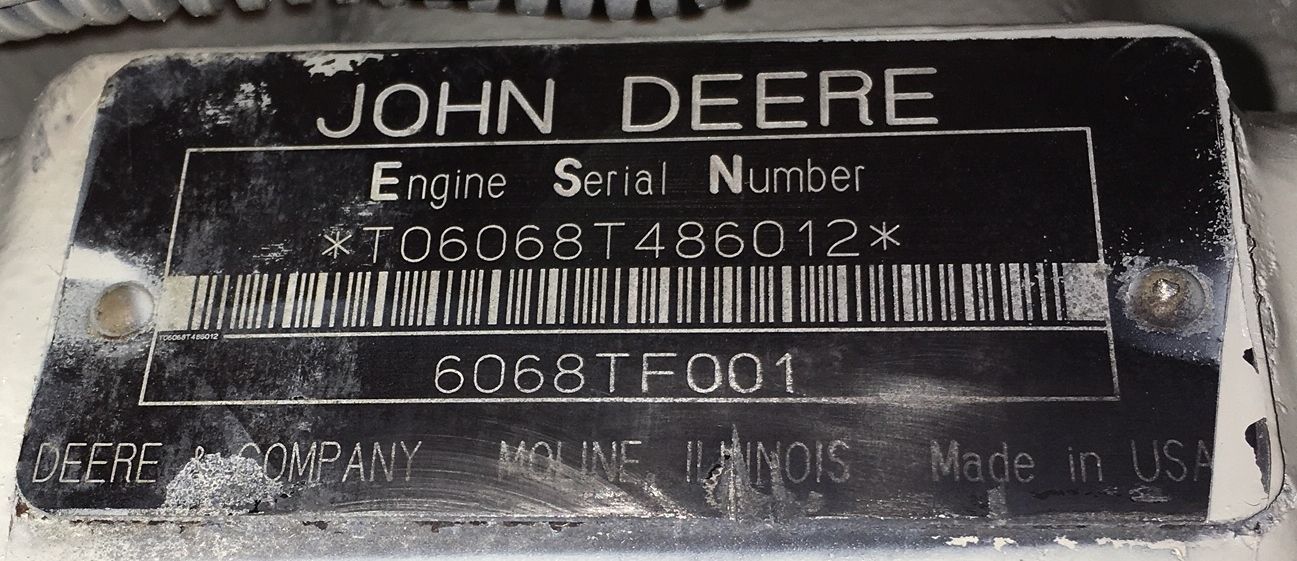 JOHN DEERE
Engine Serial Number
*T06068T486012*
T06068T486012
6068TF001
DEERE & COMPANY MOLINE, ILLINOIS Made in USA